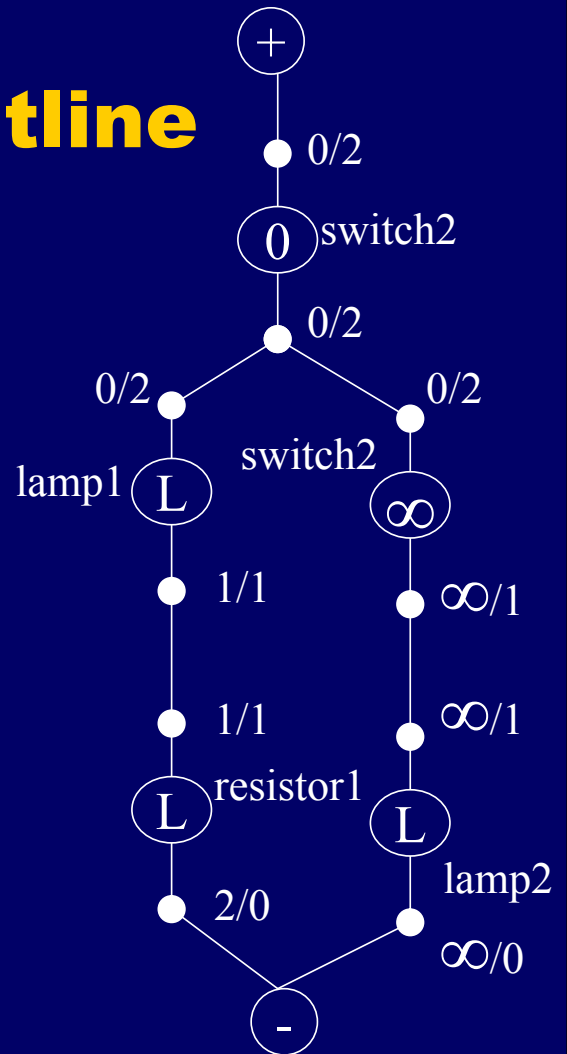 +
tline
0/2
0 switch2
0/2
0/2 0/2
switch2
lamp1 L
∞
1/1 ∞/1
1/1 ∞/1
resistor1
L L
lamp2
2/0
∞/0
-